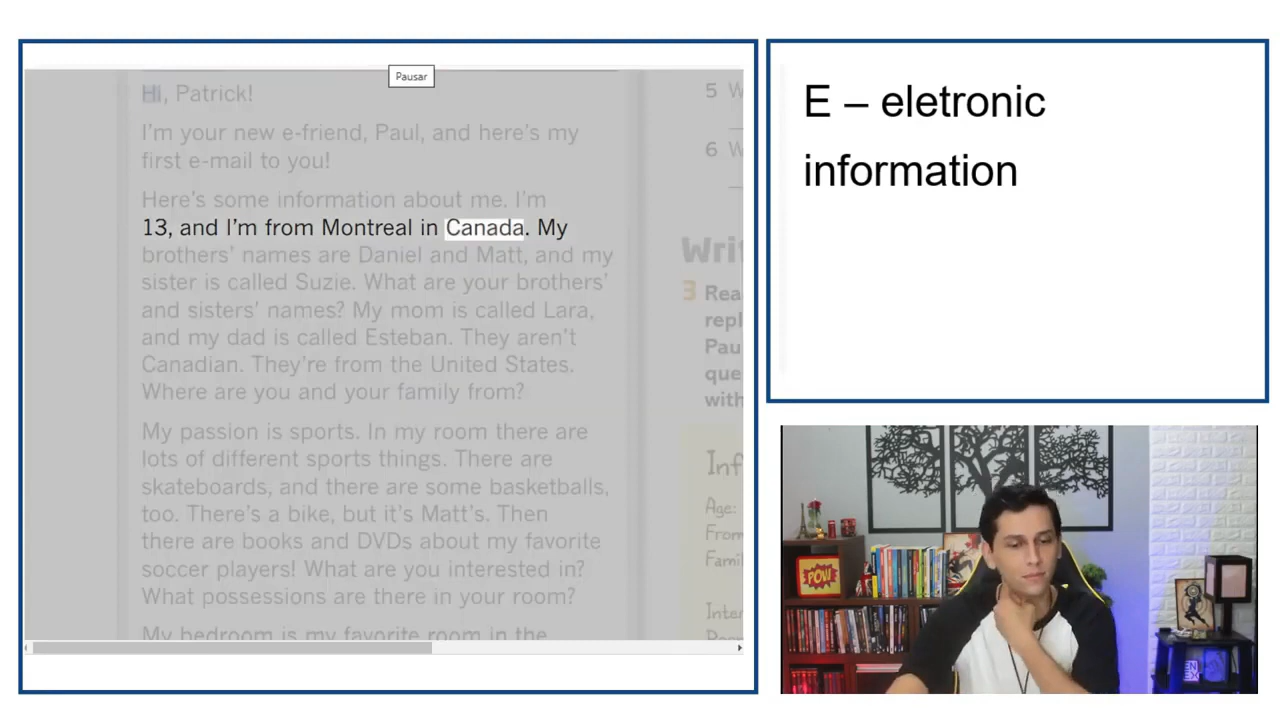 Pausar
Hi, Patrick!
I'm your new e-friend, Paul, and here's my
first e-mail to you!
Here's some information about me. I'm
13, and I'm from Montreal in Canada. My
brothers' names are Daniel and Matt, and my
sister is called Suzie. What are your brothers'
and sisters' names? My mom is called Lara,
and my dad is called Esteban. They aren't
Canadian. They're from the United States.
Where are you and your family from?
My passion is sports. In my room there are
lots of different sports things. There are
skateboards, and there are some basketballs,
too. There's a bike, but it's Matt's. Then
there are books and DVDs about my favorite
soccer players! What are you interested in?
What possessions are there in your room?
My bedroom is my favorite room in the
5 W
6 W
Writ
3 Rea
repl
Pau
que
with
Inf
Age:
From
Famil
Inter
E – eletronic
information
POW